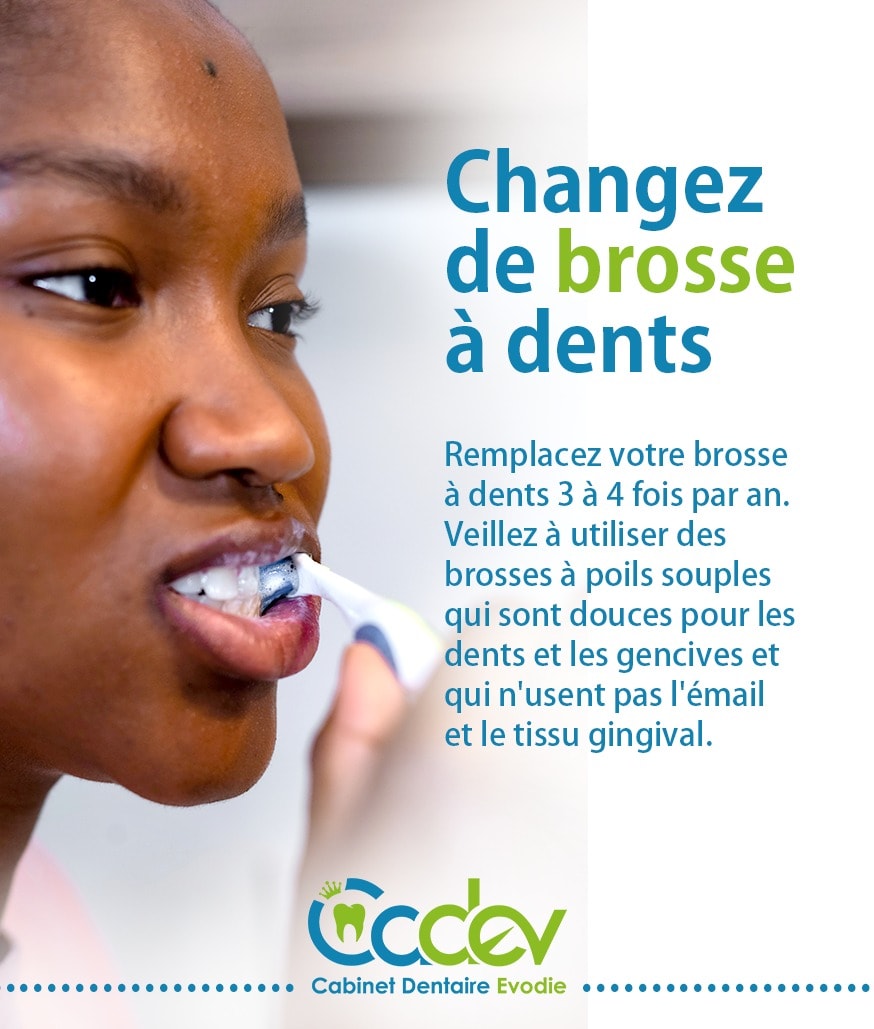 Changez
de brosse
à dents
Remplacez votre brosse
à dents 3 à 4 fois par an.
Veillez à utiliser des
brosses à poils souples
qui sont douces pour les
dents et les gencives et
qui n'usent pas l'émail
et le tissu gingival.
Cadev
Cabinet Dentaire Evodie